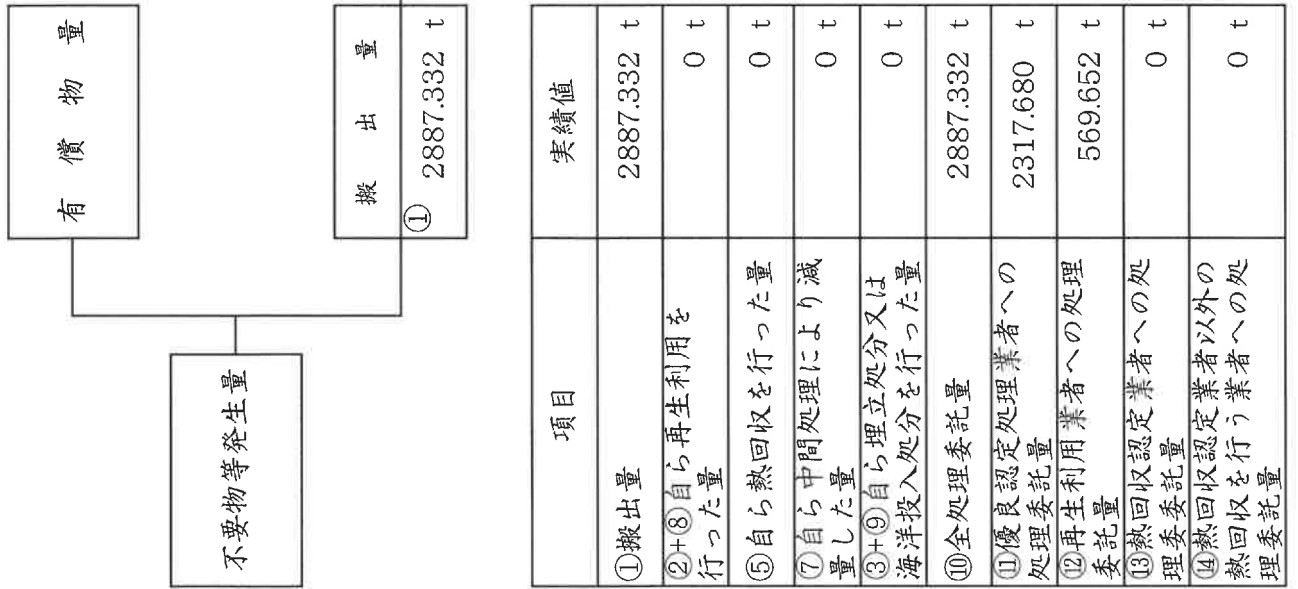 有償物量
不要物等発生量
搬出量
① 2887.332 t
項目 実績値
①搬出量 2887.332 t
②+⑧自ら再生利用を
行った量 0 t
⑤自ら熱回収を行った量 0 t
⑦自ら中間処理により減
量した量 0 t
③+⑨自ら埋立処分又は
海洋投入処分を行った量 0 t
⑩全処理委託量 2887.332 t
⑪優良認定処理業者への
処理委託量 2317.680 t
⑫再生利用業者への処理
委託量 569.652 t
⑬熱回収認定業者への処
理委委託量 0 t
⑭熱回収認定業者以外の
熱回収を行う業者への処
理委託量 0 t